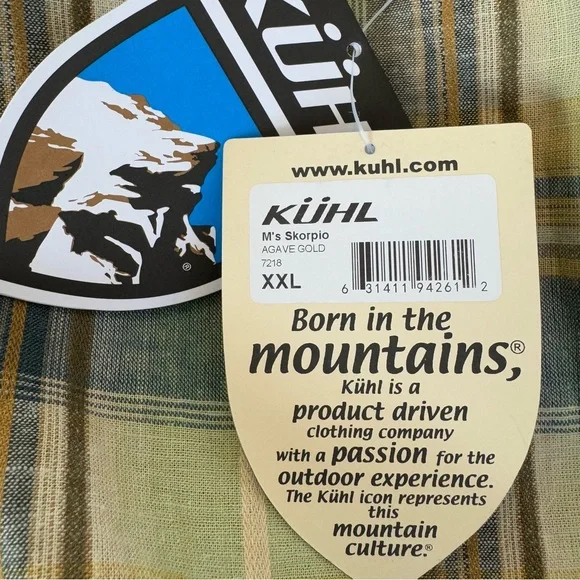 KÜH
www.kuhl.com
KÜHL
M's Skorpio
AGAVE GOLD
7218
XXL
6 31411 94261 2
Born in the
mountains,®
Kühl is a
product driven
clothing company
with a passion for the
outdoor experience.
The Kühl icon represents
this
mountain
culture.®
®